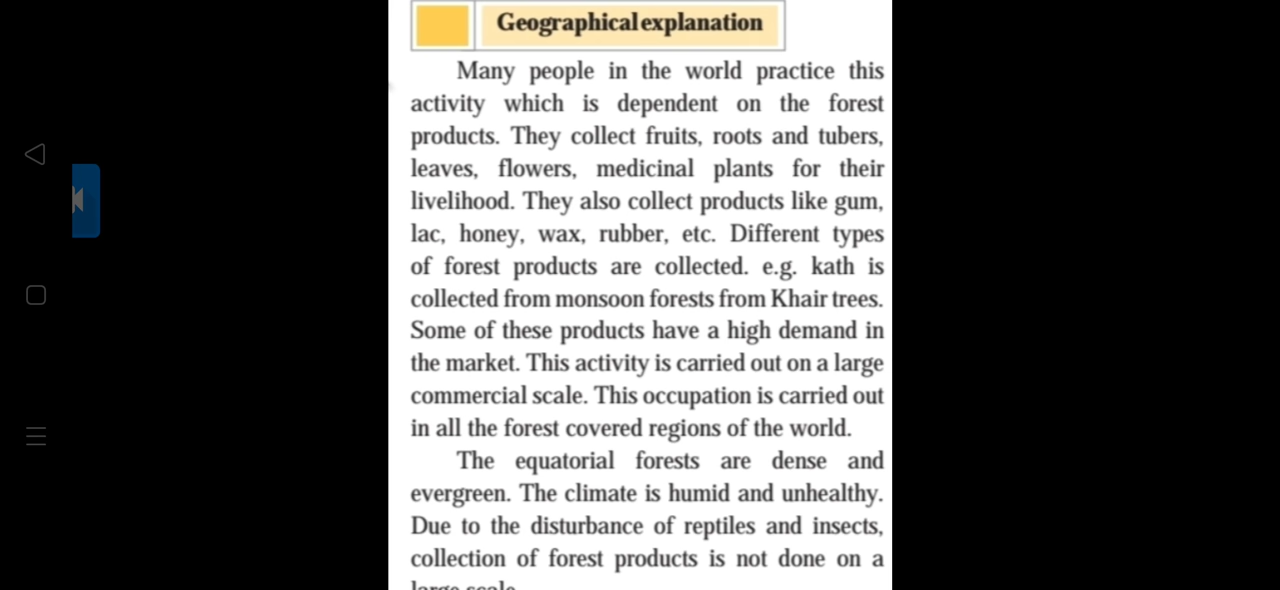 Geographical explanation
Many people in the world practice this
activity which is dependent on the forest
products. They collect fruits, roots and tubers,
leaves, flowers, medicinal plants for their
livelihood. They also collect products like gum,
lac, honey, wax, rubber, etc. Different types
of forest products are collected. e.g. kath is
collected from monsoon forests from Khair trees.
Some of these products have a high demand in
the market. This activity is carried out on a large
commercial scale. This occupation is carried out
in all the forest covered regions of the world.
The equatorial forests are dense and
evergreen. The climate is humid and unhealthy.
Due to the disturbance of reptiles and insects,
collection of forest products is not done on a
large scale.